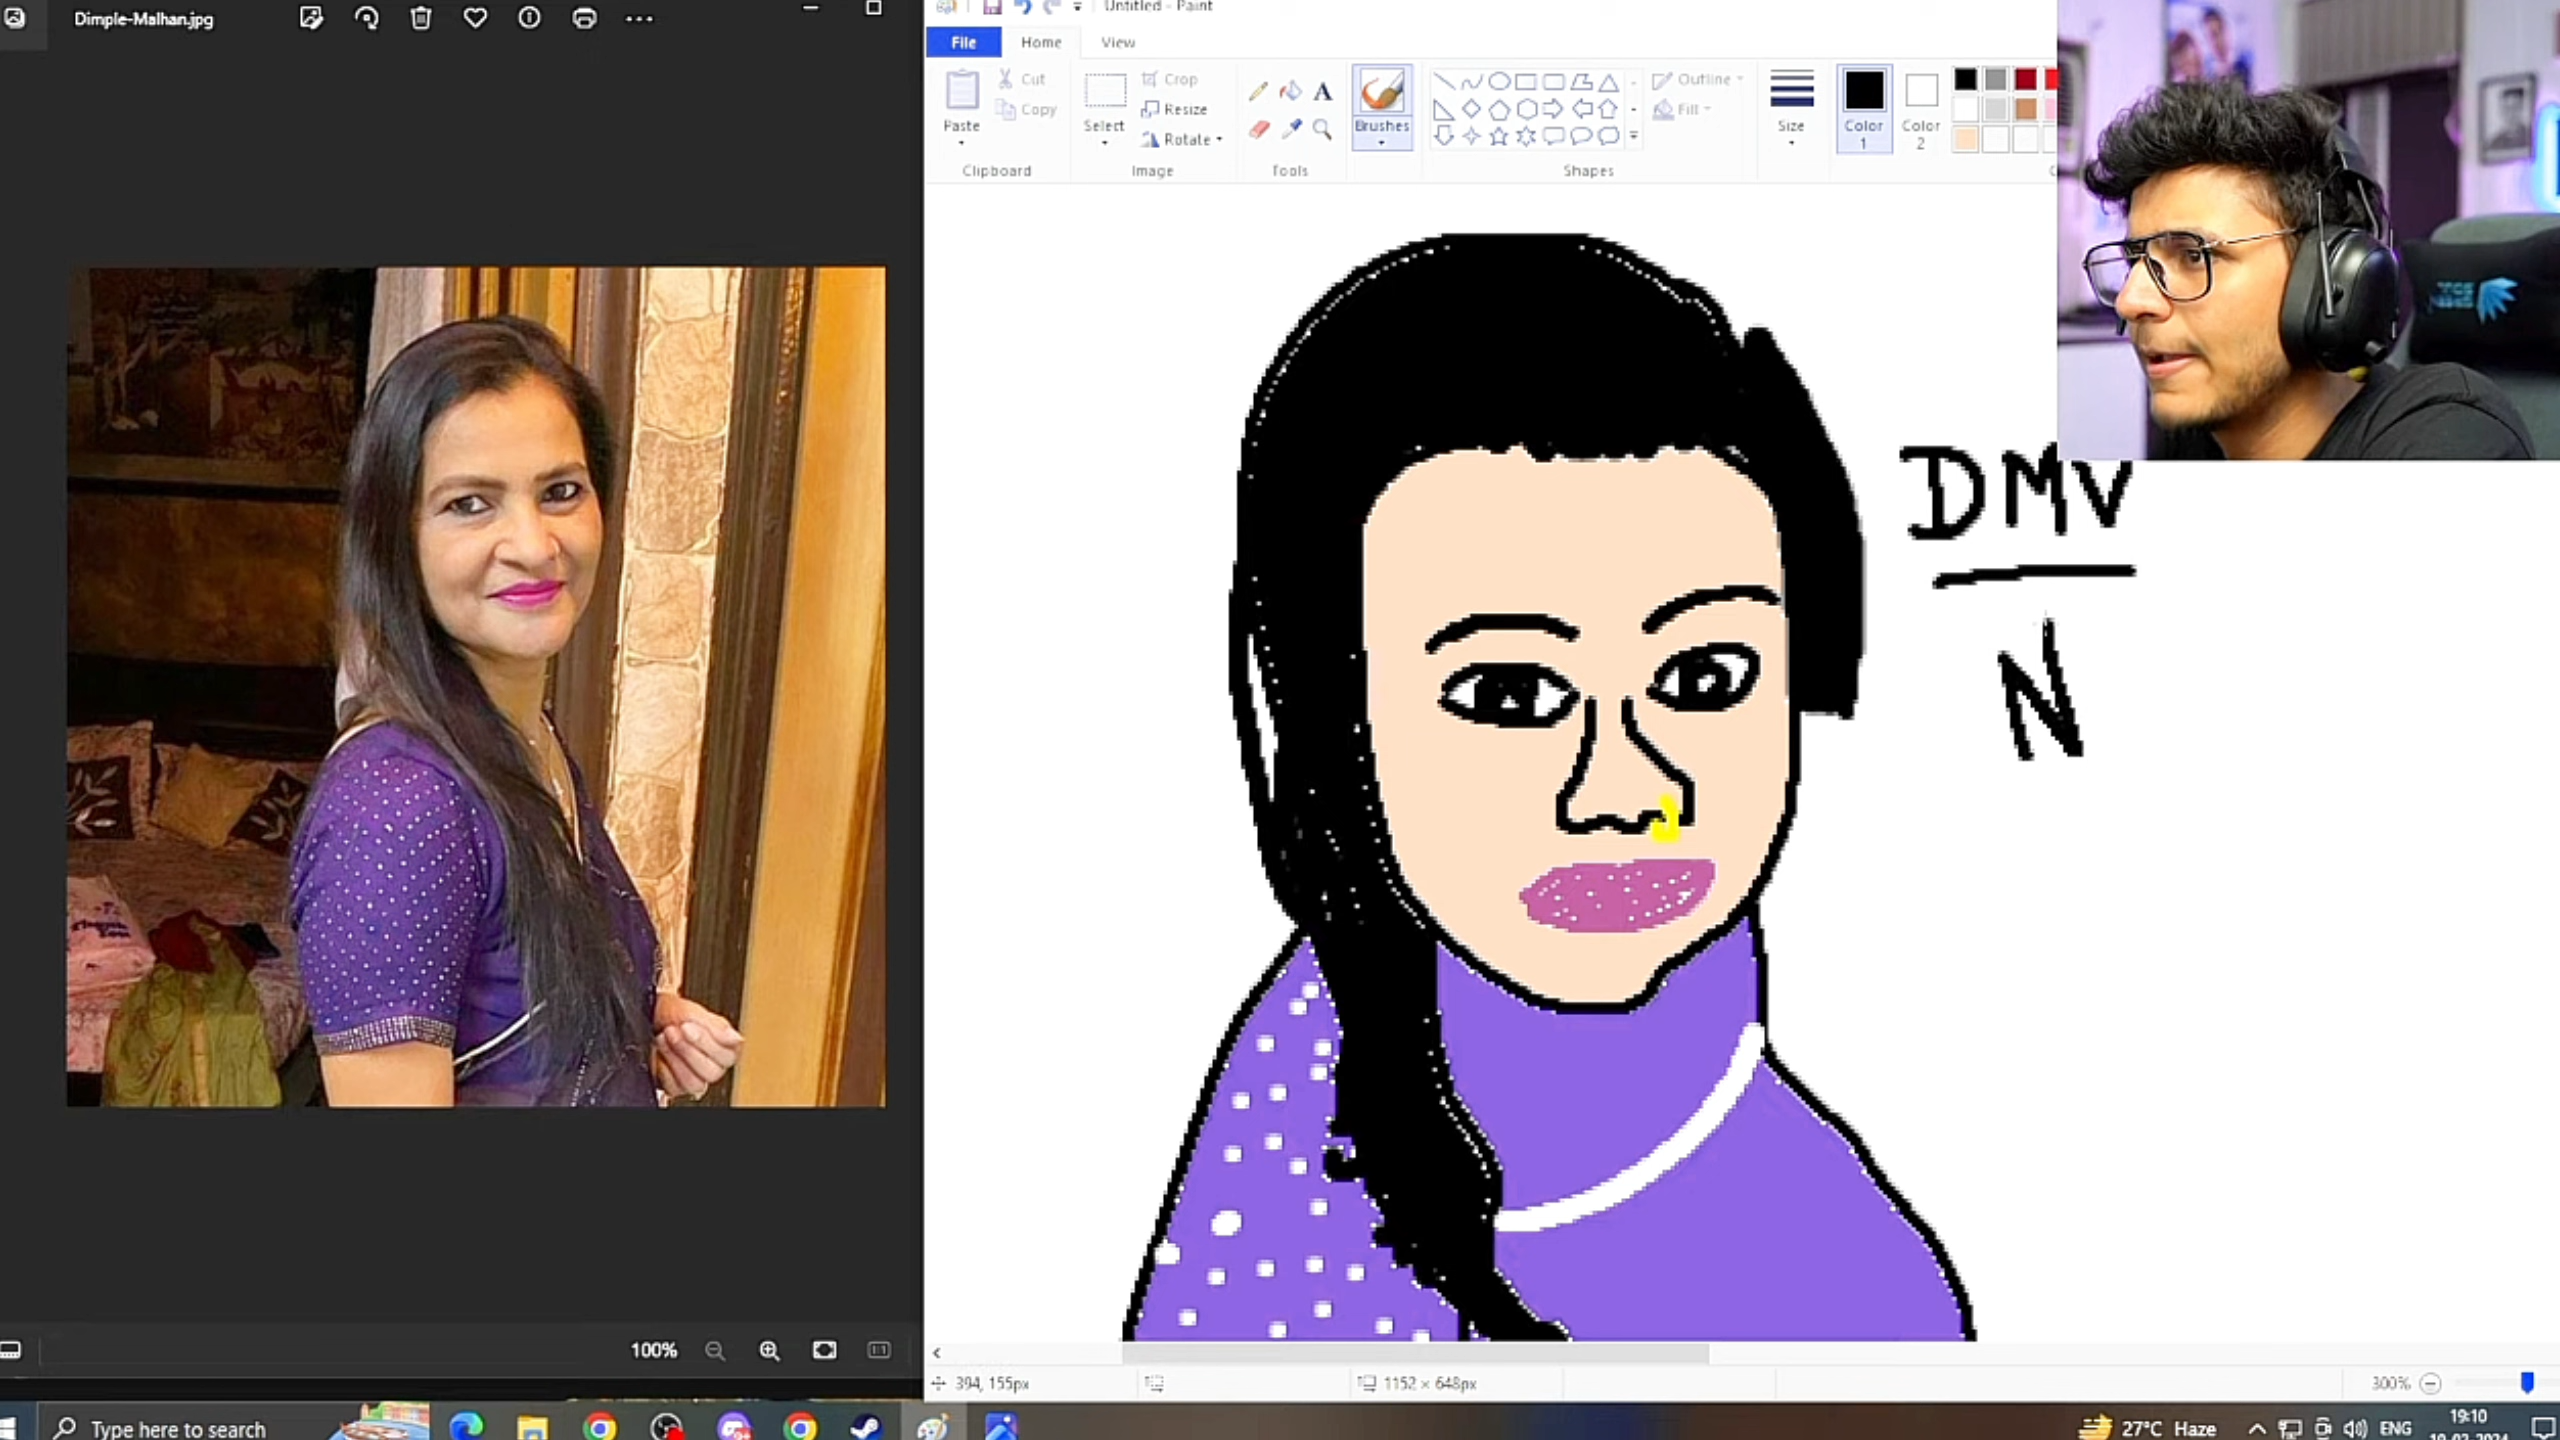 Dimple-Malhan.jpg
Untitled - Paint
File Home View
Paste
Cut
Copy
Clipboard
Select
Crop
Resize
Rotate
Image
A
Tools
Brushes
Shapes
Outline
Fill
Size
Color
1
Color
2
DMV
N
100%
394, 155px
1152 × 648px
300%
Type here to search
27°C Haze
ENG
19:10